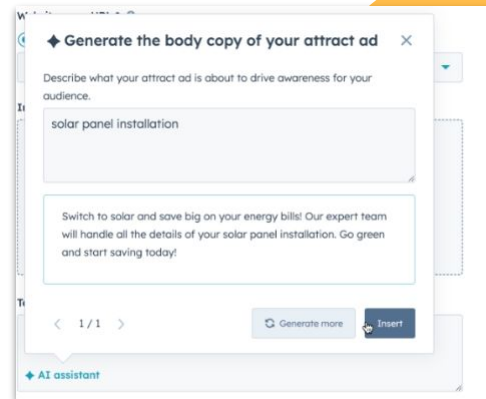 Generate the body copy of your attract ad
Describe what your attract ad is about to drive awareness for your
audience.
solar panel installation
Switch to solar and save big on your energy bills! Our expert team
will handle all the details of your solar panel installation. Go green
and start saving today!
1 / 1
Generate more
Insert
AI assistant